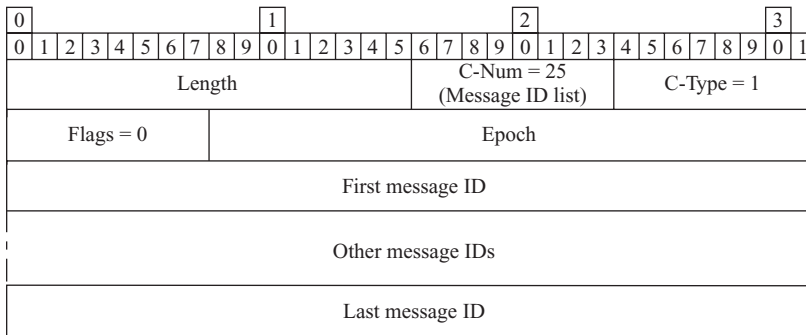 0 1 2 3
0 1 2 3 4 5 6 7 8 9 0 1 2 3 4 5 6 7 8 9 0 1 2 3 4 5 6 7 8 9 0 1
Length C-Num = 25 (Message ID list) C-Type = 1
Flags = 0 Epoch
First message ID
Other message IDs
Last message ID